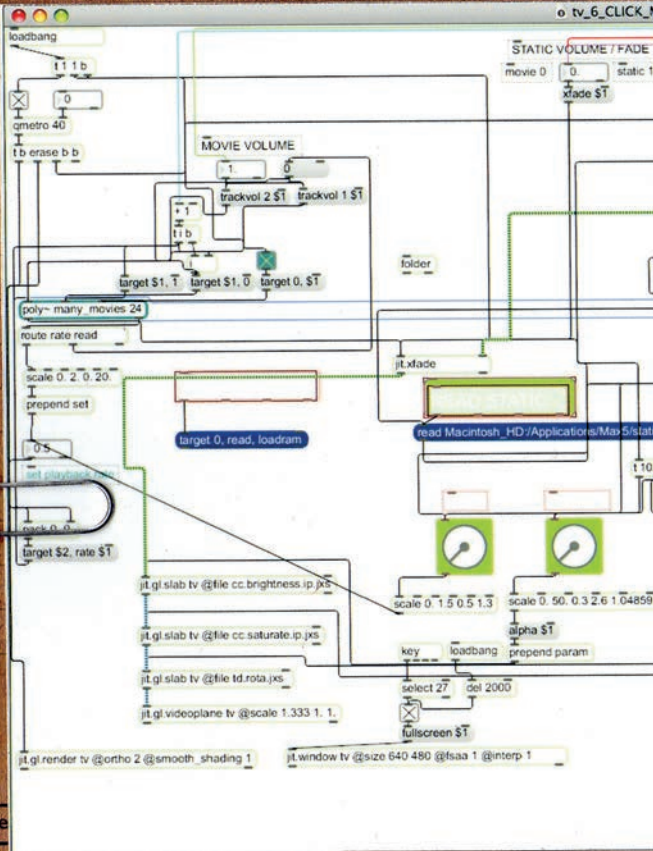 tv_6_CLICK_
loadbang
STATIC VOLUME / FADE
t 1 1 b
movie 0
0.
static 1
0
xfade $1
qmetro 40
t b erase b b
MOVIE VOLUME
1.
0
trackvol 2 $1
trackvol 1 $1
+ 1
t i b
i
folder
target $1, 1
target $1, 0
target 0, $1
poly~ many_movies 24
route rate read
jit.xfade
scale 0. 2. 0. 20.
prepend set
READ STATIC
target 0, read, loadram
read Macintosh_HD:/Applications/Max5/stati
0.5
set playback rate
t 10
pack 0. 0
target $2, rate $1
jit.gl.slab tv @file cc.brightness.ip.jxs
scale 0. 1.5 0.5 1.3
scale 0. 50. 0.3 2.6 1.04859
alpha $1
jit.gl.slab tv @file cc.saturate.ip.jxs
key
loadbang
prepend param
jit.gl.slab tv @file td.rota.jxs
select 27
del 2000
jit.gl.videoplane tv @scale 1.333 1. 1.
fullscreen $1
jit.gl.render tv @ortho 2 @smooth_shading 1
jit.window tv @size 640 480 @fsaa 1 @interp 1
e